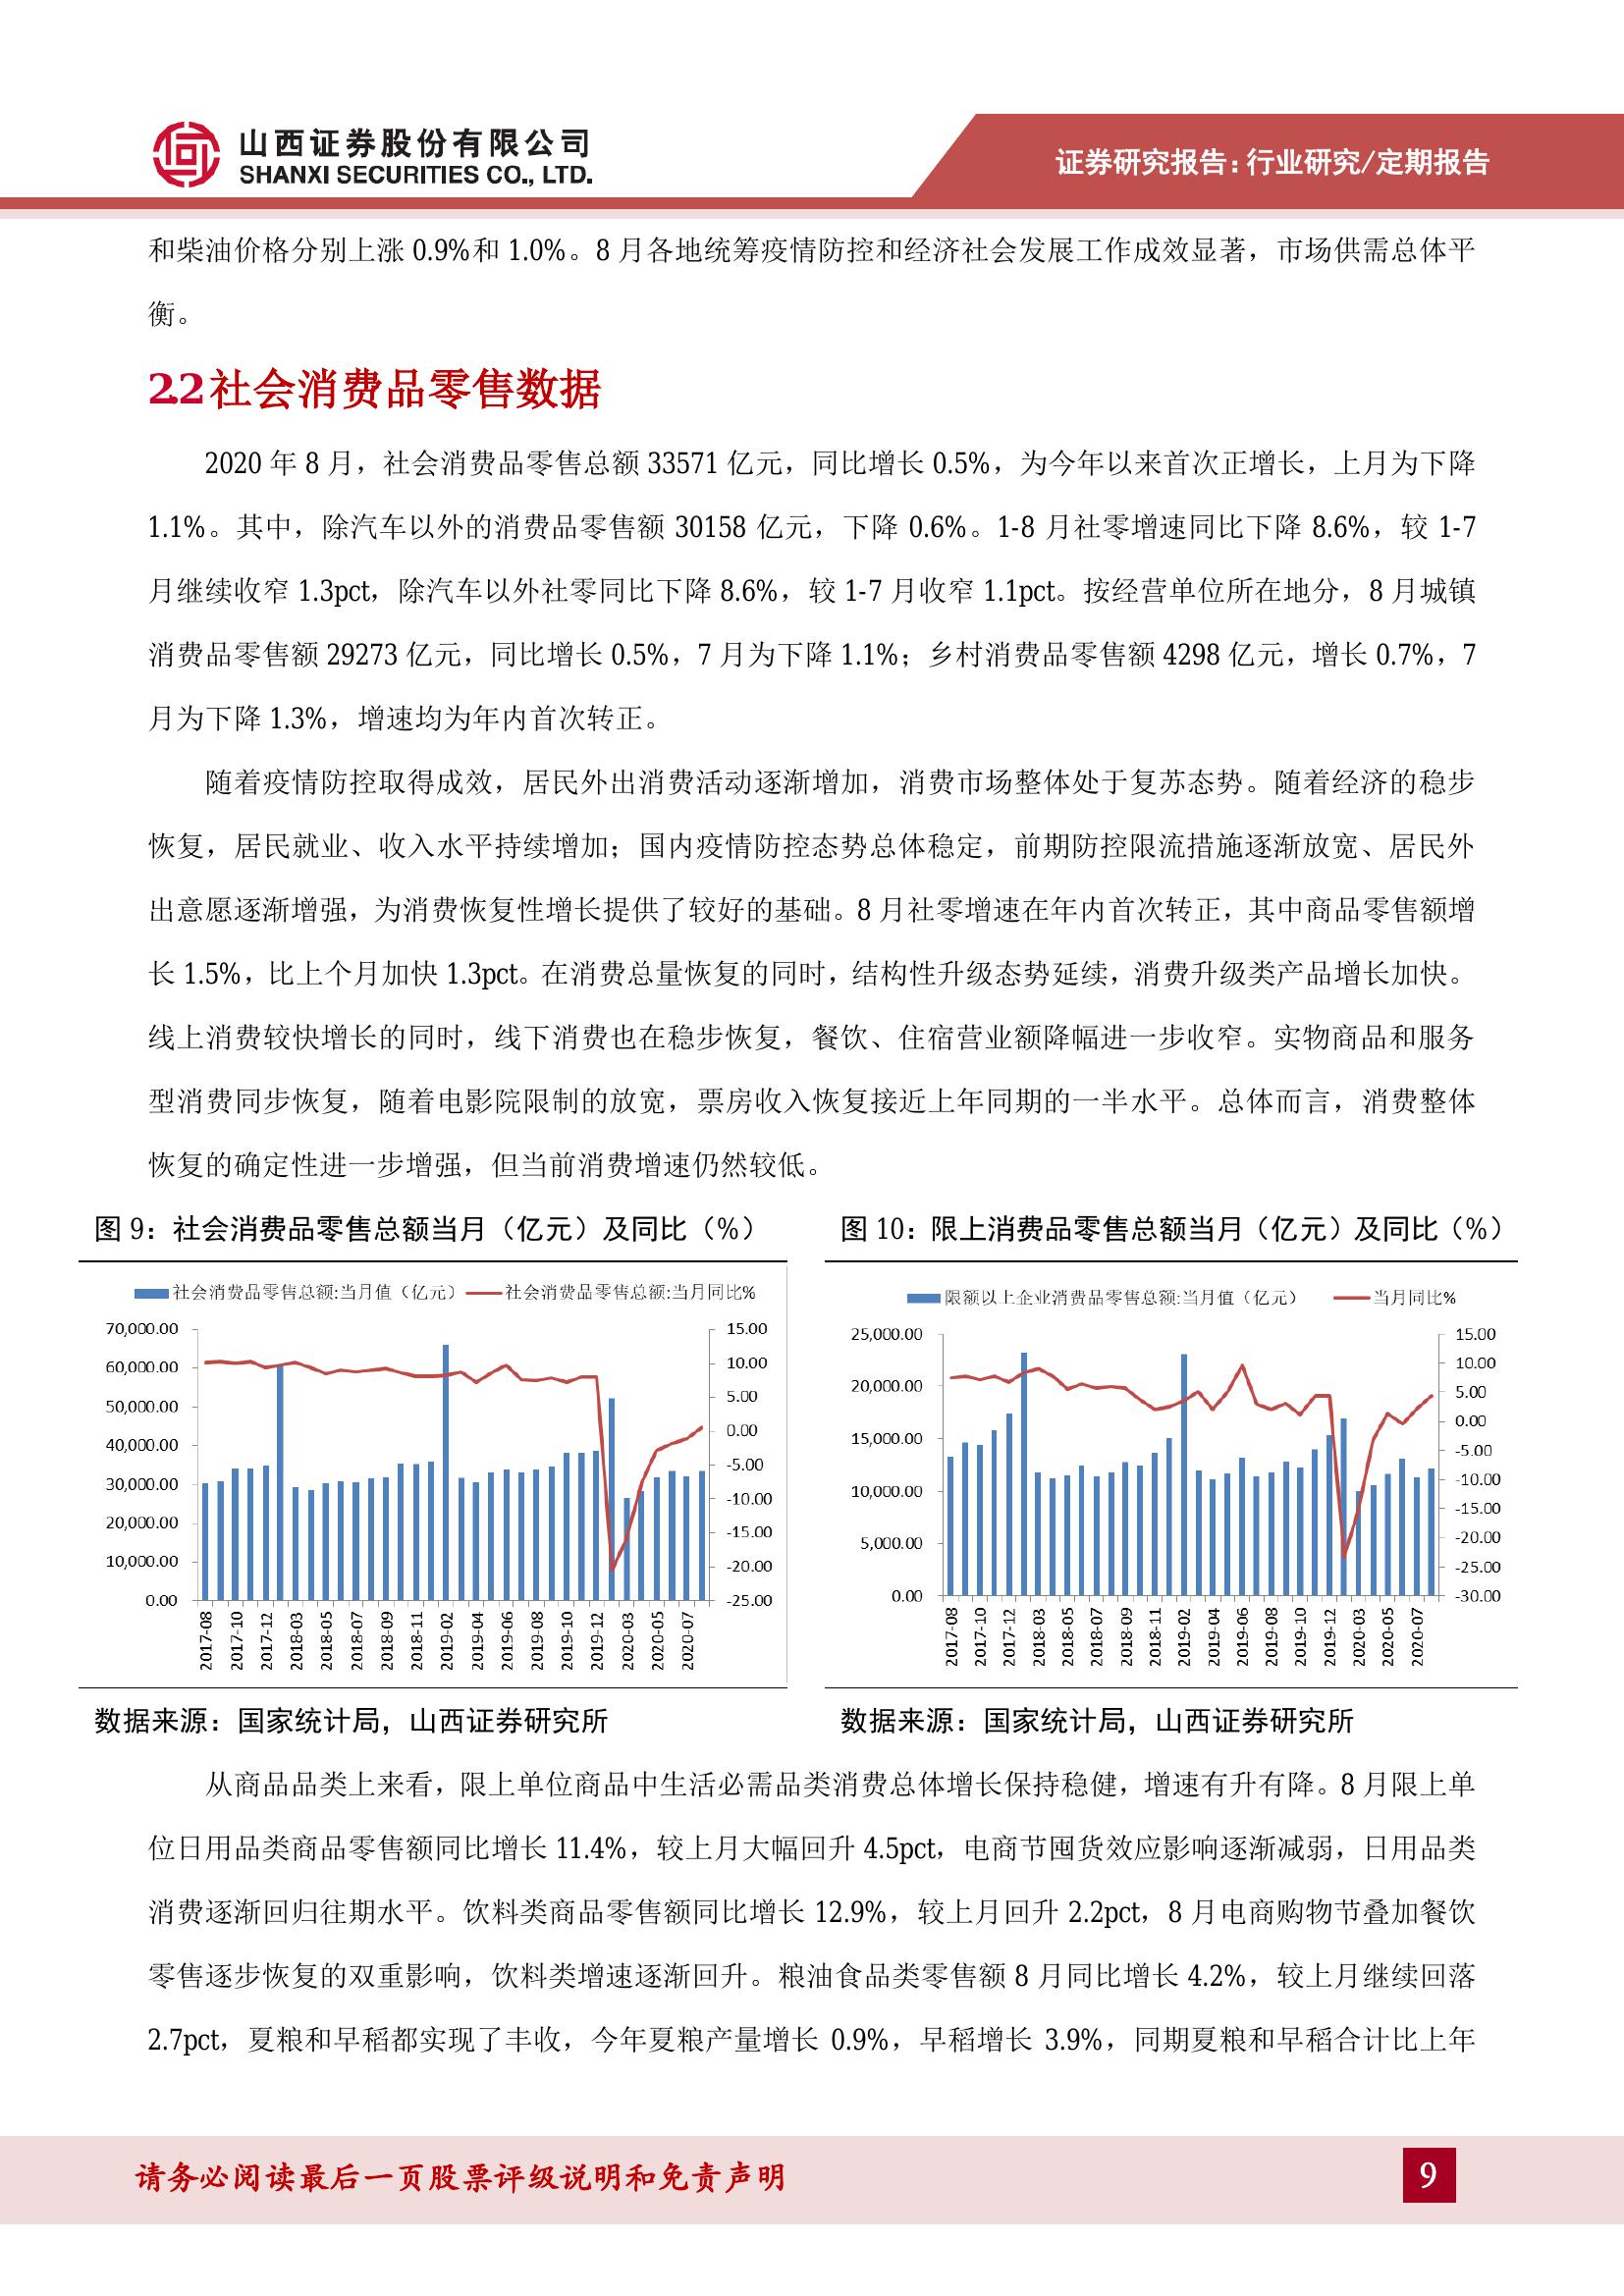 山西证券股份有限公司
SHANXI SECURITIES CO., LTD.
证券研究报告:行业研究/定期报告
和柴油价格分别上涨 0.9%和 1.0%。8 月各地统筹疫情防控和经济社会发展工作成效显著，市场供需总体平
衡。
2.2 社会消费品零售数据
2020 年 8 月，社会消费品零售总额 33571 亿元，同比增长 0.5%，为今年以来首次正增长，上月为下降
1.1%。其中，除汽车以外的消费品零售额 30158 亿元，下降 0.6%。1-8 月社零增速同比下降 8.6%，较 1-7
月继续收窄 1.3pct，除汽车以外社零同比下降 8.6%，较 1-7 月收窄 1.1pct。按经营单位所在地分，8 月城镇
消费品零售额 29273 亿元，同比增长 0.5%，7 月为下降 1.1%；乡村消费品零售额 4298 亿元，增长 0.7%，7
月为下降 1.3%，增速均为年内首次转正。
随着疫情防控取得成效，居民外出消费活动逐渐增加，消费市场整体处于复苏态势。随着经济的稳步
恢复，居民就业、收入水平持续增加；国内疫情防控态势总体稳定，前期防控限流措施逐渐放宽、居民外
出意愿逐渐增强，为消费恢复性增长提供了较好的基础。8 月社零增速在年内首次转正，其中商品零售额增
长 1.5%，比上个月加快 1.3pct。在消费总量恢复的同时，结构性升级态势延续，消费升级类产品增长加快。
线上消费较快增长的同时，线下消费也在稳步恢复，餐饮、住宿营业额降幅进一步收窄。实物商品和服务
型消费同步恢复，随着电影院限制的放宽，票房收入恢复接近上年同期的一半水平。总体而言，消费整体
恢复的确定性进一步增强，但当前消费增速仍然较低。
图 9：社会消费品零售总额当月（亿元）及同比（%）
社会消费品零售总额:当月值（亿元） 社会消费品零售总额:当月同比%
70,000.00
60,000.00
50,000.00
40,000.00
30,000.00
20,000.00
10,000.00
0.00
15.00
10.00
5.00
0.00
-5.00
-10.00
-15.00
-20.00
-25.00
2017-08 2017-10 2017-12 2018-03 2018-05 2018-07 2018-09 2018-11 2019-02 2019-04 2019-06 2019-08 2019-10 2019-12 2020-03 2020-05 2020-07
数据来源：国家统计局，山西证券研究所
图 10：限上消费品零售总额当月（亿元）及同比（%）
限额以上企业消费品零售总额:当月值（亿元） 当月同比%
25,000.00
20,000.00
15,000.00
10,000.00
5,000.00
0.00
15.00
10.00
5.00
0.00
-5.00
-10.00
-15.00
-20.00
-25.00
-30.00
2017-08 2017-10 2017-12 2018-03 2018-05 2018-07 2018-09 2018-11 2019-02 2019-04 2019-06 2019-08 2019-10 2019-12 2020-03 2020-05 2020-07
数据来源：国家统计局，山西证券研究所
从商品品类上来看，限上单位商品中生活必需品类消费总体增长保持稳健，增速有升有降。8 月限上单
位日用品类商品零售额同比增长 11.4%，较上月大幅回升 4.5pct，电商节囤货效应影响逐渐减弱，日用品类
消费逐渐回归往期水平。饮料类商品零售额同比增长 12.9%，较上月回升 2.2pct，8 月电商购物节叠加餐饮
零售逐步恢复的双重影响，饮料类增速逐渐回升。粮油食品类零售额 8 月同比增长 4.2%，较上月继续回落
2.7pct，夏粮和早稻都实现了丰收，今年夏粮产量增长 0.9%，早稻增长 3.9%，同期夏粮和早稻合计比上年
请务必阅读最后一页股票评级说明和免责声明
9